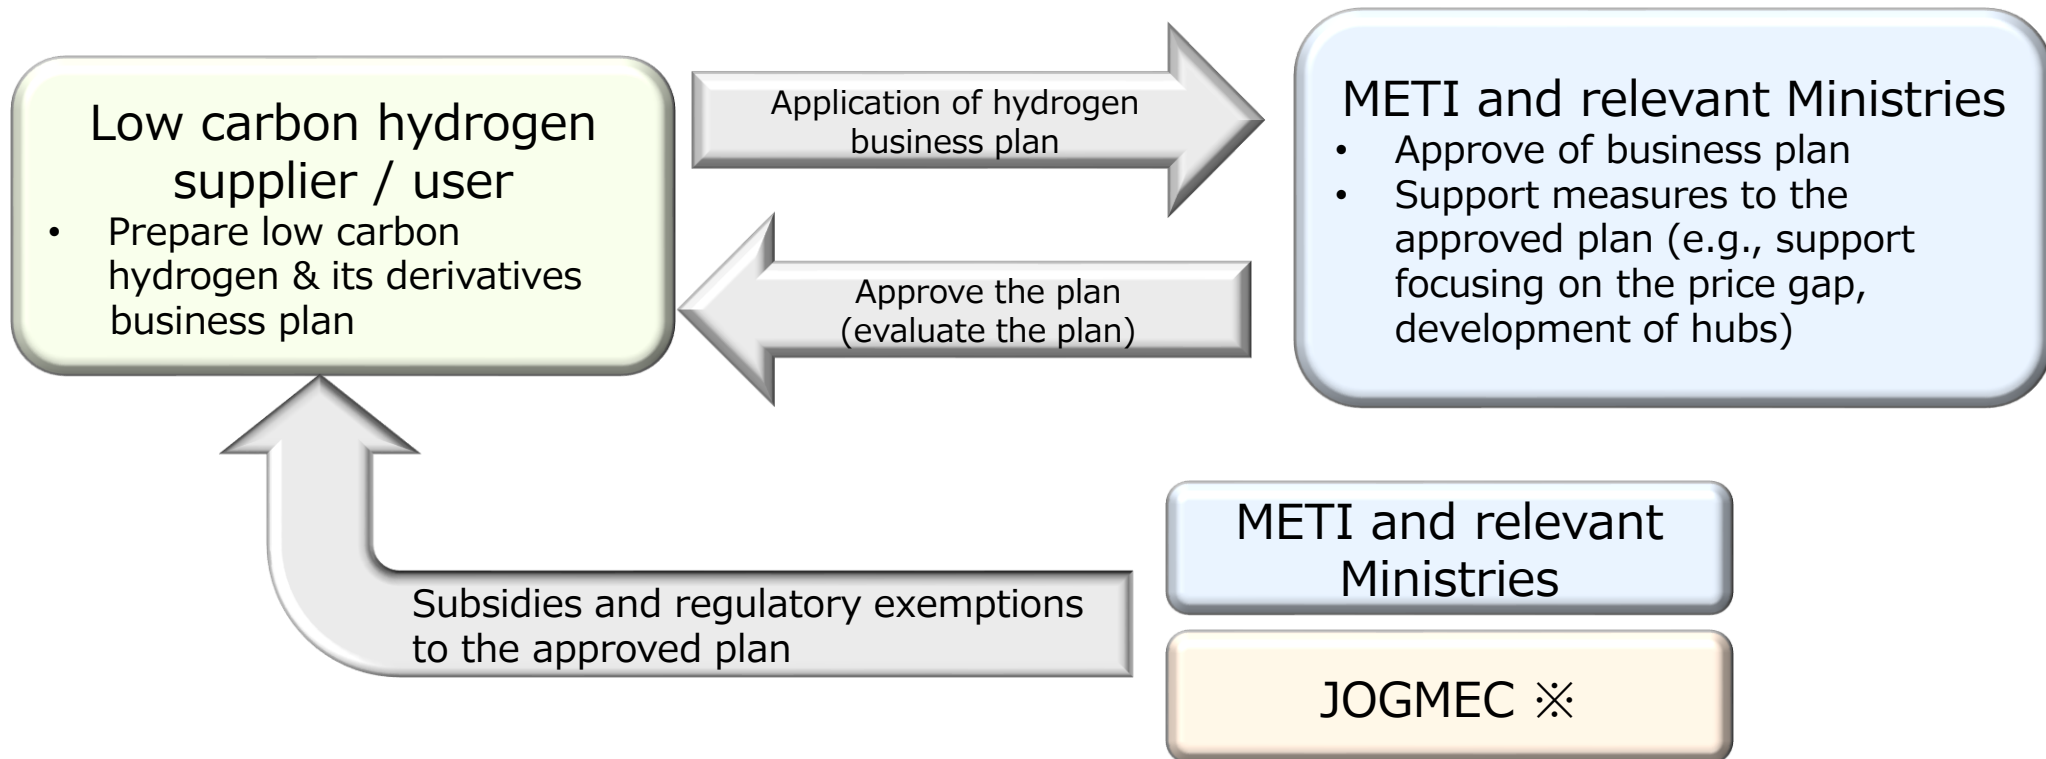 Low carbon hydrogen
supplier / user
• Prepare low carbon
hydrogen & its derivatives
business plan
Application of hydrogen
business plan
Approve the plan
(evaluate the plan)
METI and relevant Ministries
• Approve of business plan
• Support measures to the
approved plan (e.g., support
focusing on the price gap,
development of hubs)
Subsidies and regulatory exemptions
to the approved plan
METI and relevant
Ministries
JOGMEC ※